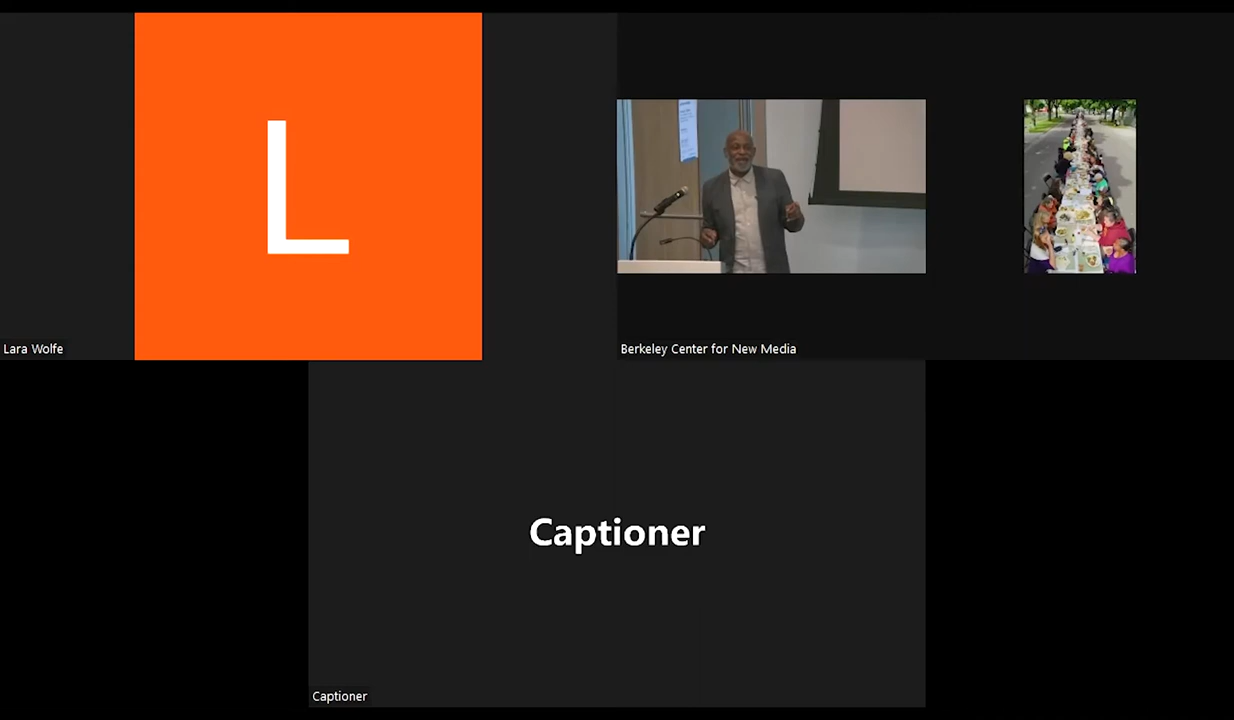 L
Lara Wolfe
Berkeley Center for New Media
Captioner
Captioner